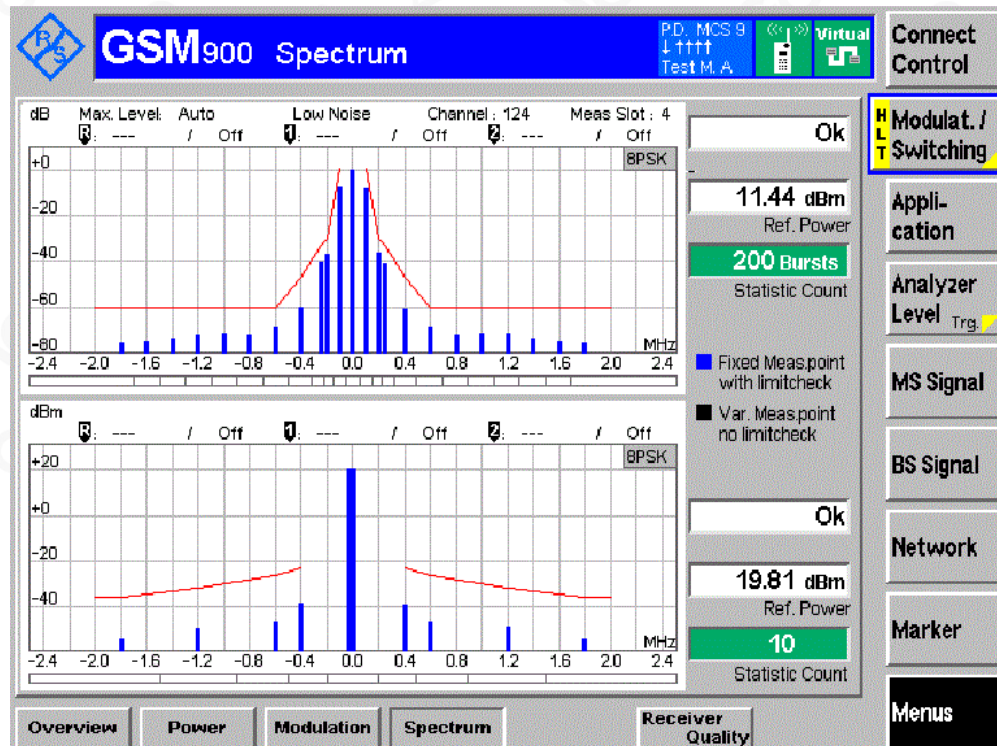 R S
GSM900 Spectrum
P.D. MCS 9
↓ ↑↑↑↑
Test M. A.
Virtual
Connect
Control
H
L
T
Modulat. /
Switching
Appli-
cation
Analyzer
Level Trg.
MS Signal
BS Signal
Network
Marker
Menus
dB Max. Level: Auto Low Noise Channel : 124 Meas Slot : 4
R: --- / Off 1: --- / Off 2: --- / Off
8PSK
+0
-20
-40
-60
-80
MHz
-2.4 -2.0 -1.6 -1.2 -0.8 -0.4 0.0 0.4 0.8 1.2 1.6 2.0 2.4
Ok
11.44 dBm
Ref. Power
200 Bursts
Statistic Count
Fixed Meas.point
with limitcheck
Var. Meas.point
no limitcheck
dBm
R: --- / Off 1: --- / Off 2: --- / Off
8PSK
+20
+0
-20
-40
MHz
-2.4 -2.0 -1.6 -1.2 -0.8 -0.4 0.0 0.4 0.8 1.2 1.6 2.0 2.4
Ok
19.81 dBm
Ref. Power
10
Statistic Count
Overview Power Modulation Spectrum Receiver
Quality